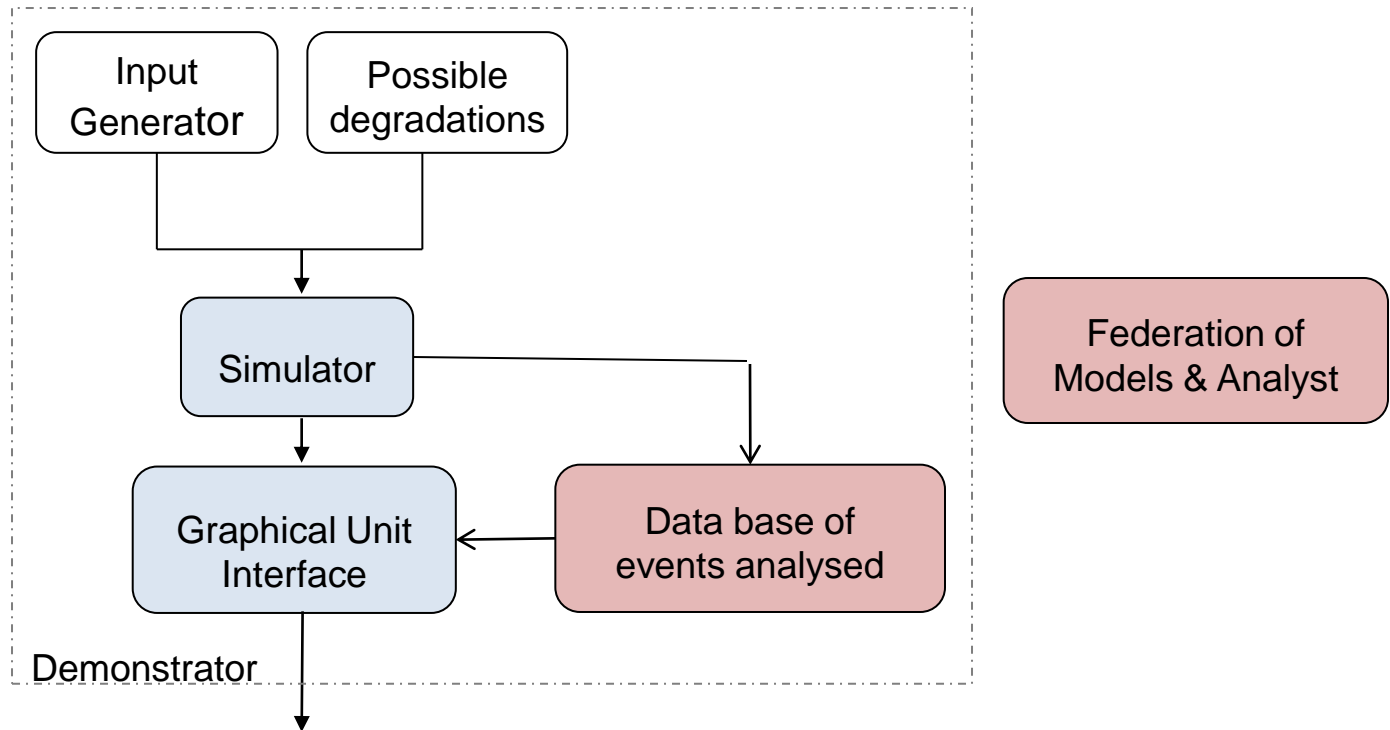 Input
Generator
Possible
degradations
Simulator
Federation of
Models & Analyst
Graphical Unit
Interface
Data base of
events analysed
Demonstrator